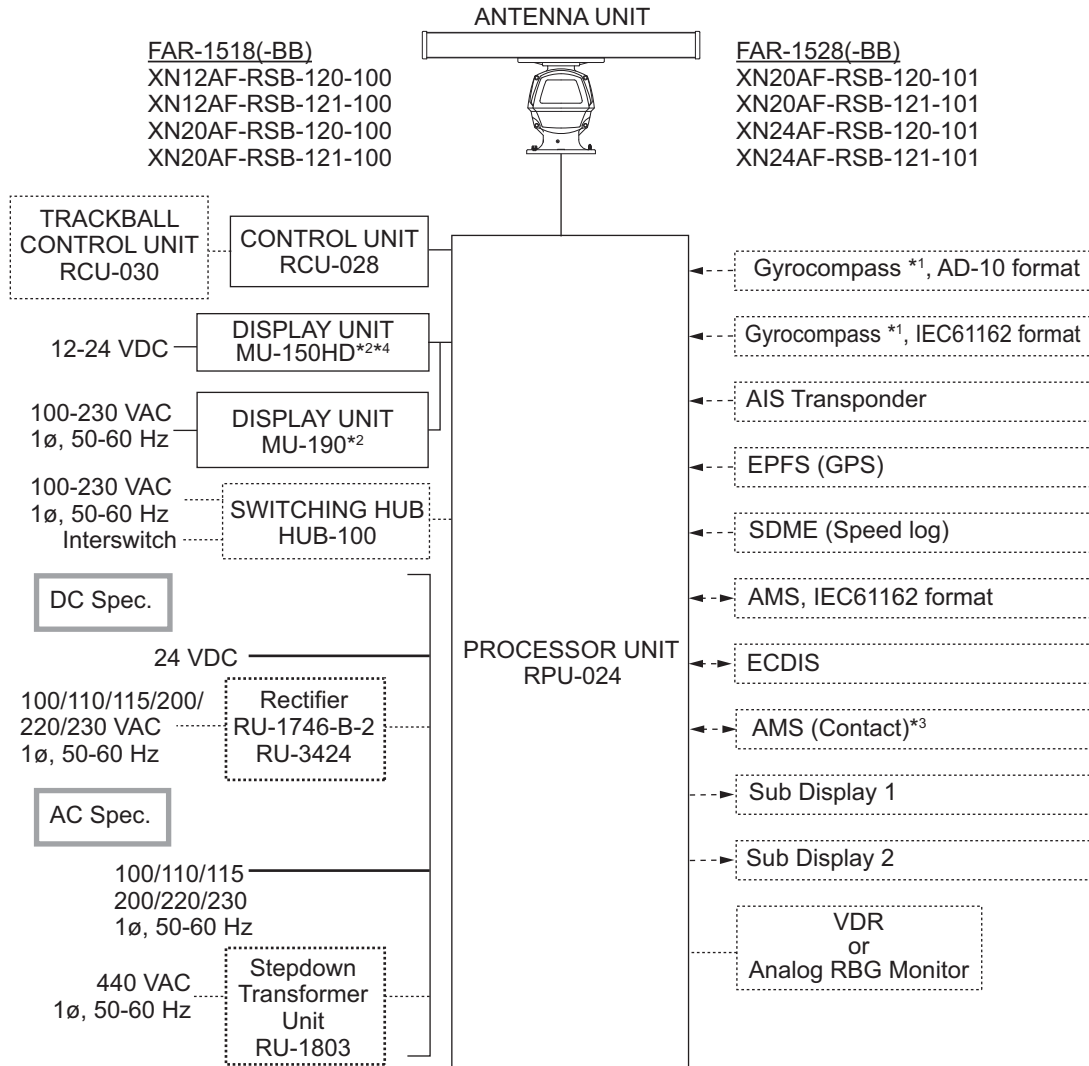 ANTENNA UNIT
FAR-1518(-BB)
XN12AF-RSB-120-100
XN12AF-RSB-121-100
XN20AF-RSB-120-100
XN20AF-RSB-121-100
FAR-1528(-BB)
XN20AF-RSB-120-101
XN20AF-RSB-121-101
XN24AF-RSB-120-101
XN24AF-RSB-121-101
TRACKBALL
CONTROL UNIT
RCU-030
CONTROL UNIT
RCU-028
12-24 VDC
DISPLAY UNIT
MU-150HD*2*4
100-230 VAC
1ø, 50-60 Hz
DISPLAY UNIT
MU-190*2
100-230 VAC
1ø, 50-60 Hz
Interswitch
SWITCHING HUB
HUB-100
DC Spec.
24 VDC
100/110/115/200/
220/230 VAC
1ø, 50-60 Hz
Rectifier
RU-1746-B-2
RU-3424
AC Spec.
100/110/115
200/220/230
1ø, 50-60 Hz
440 VAC
1ø, 50-60 Hz
Stepdown
Transformer
Unit
RU-1803
PROCESSOR UNIT
RPU-024
Gyrocompass *1, AD-10 format
Gyrocompass *1, IEC61162 format
AIS Transponder
EPFS (GPS)
SDME (Speed log)
AMS, IEC61162 format
ECDIS
AMS (Contact)*3
Sub Display 1
Sub Display 2
VDR
or
Analog RBG Monitor